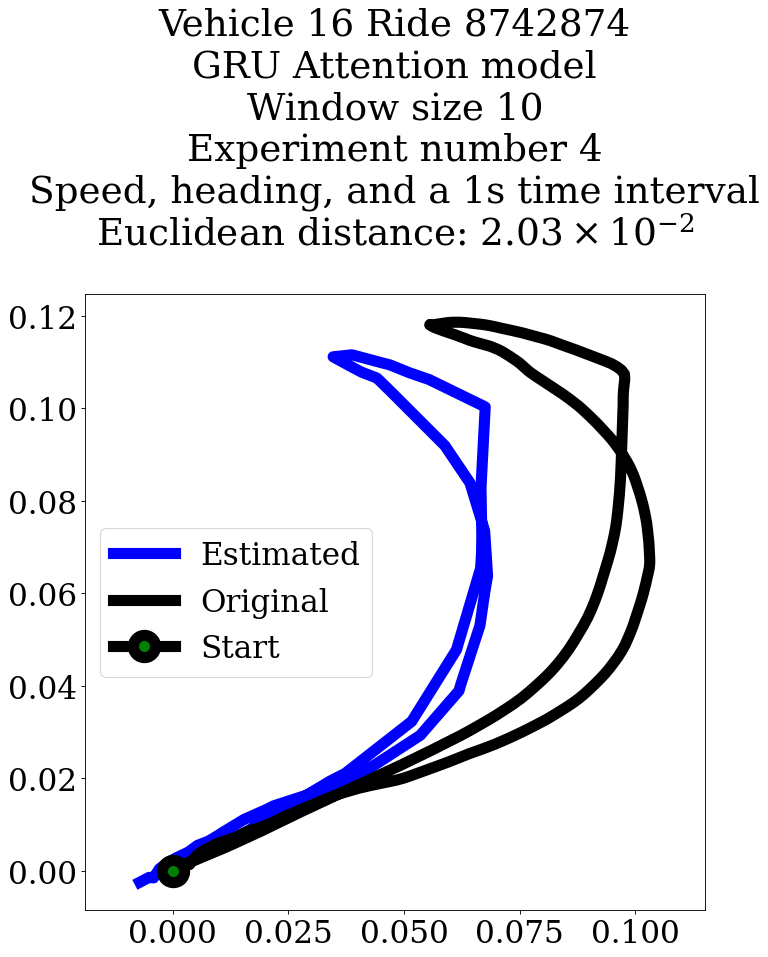 Vehicle 16 Ride 8742874
GRU Attention model
Window size 10
Experiment number 4
Speed, heading, and a 1s time interval
Euclidean distance: 2.03 × 10⁻²
0.12
0.10
0.08
0.06
0.04
0.02
0.00
Estimated
Original
Start
0.000 0.025 0.050 0.075 0.100